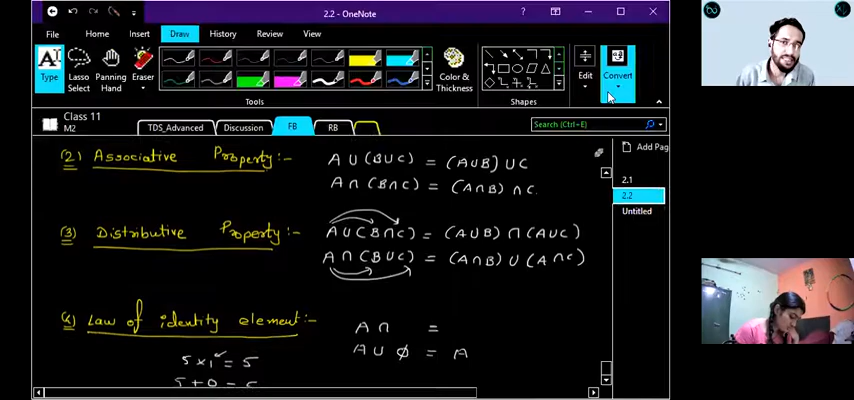 2.2 - OneNote
File Home Insert Draw History Review View
Type Lasso Select Panning Hand Eraser Color & Thickness Edit Convert
Tools Shapes
Class 11
M2
TDS_Advanced Discussion FB RB Search (Ctrl+E)
Add Pag
2.1
2.2
Untitled
(2) Associative Property :- A ∪ (B ∪ C) = (A ∪ B) ∪ C
A ∩ (B ∩ C) = (A ∩ B) ∩ C.
(3) Distributive Property :- A ∪ (B ∩ C) = (A ∪ B) ∩ (A ∪ C)
A ∩ (B ∪ C) = (A ∩ B) ∪ (A ∩ C)
(4) Law of identity element :- A ∩ =
A ∪ φ = A
5 × 1 = 5
5 + 0 =